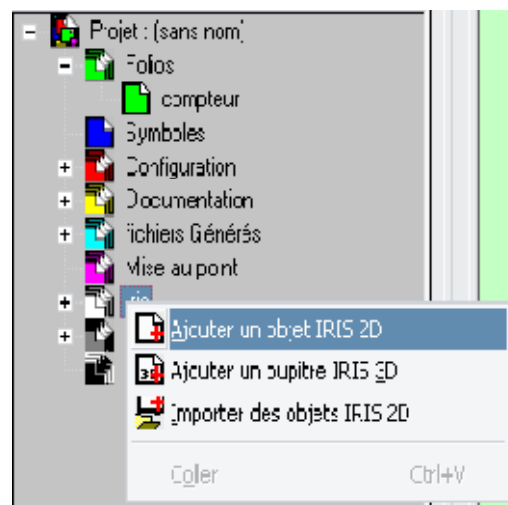 Projet : (sans nom)
Folios
compteur
Symboles
Configuration
Documentation
Fichiers Générés
Mise au point
Iris
Ajouter un objet IRIS 2D
Ajouter un pupitre IRIS 3D
Importer des objets IRIS 2D
Coller Ctrl+V